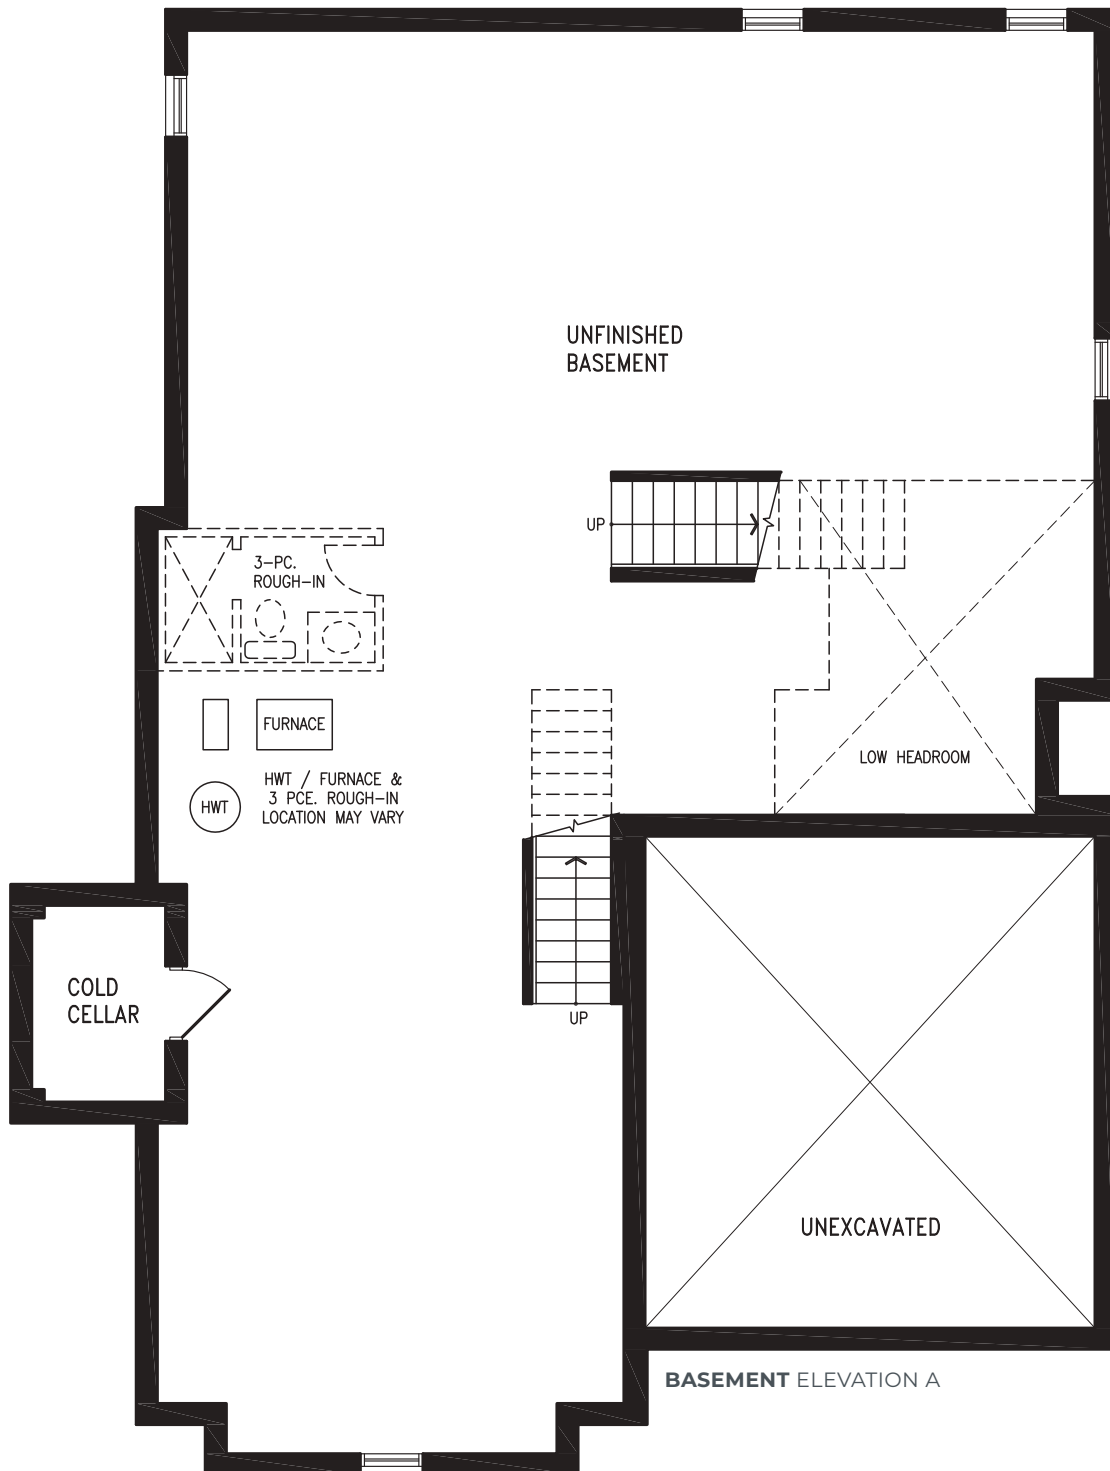 UNFINISHED
BASEMENT
UP
3-PC.
ROUGH-IN
FURNACE
LOW HEADROOM
HWT
HWT / FURNACE &
3 PCE. ROUGH-IN
LOCATION MAY VARY
COLD
CELLAR
UP
UNEXCAVATED
BASEMENT ELEVATION A